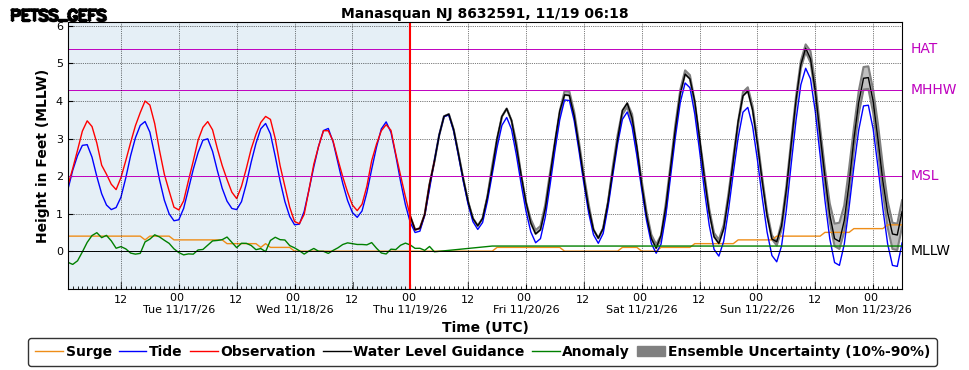 PETSS_GEFS
Manasquan NJ 8632591, 11/19 06:18
Height in Feet (MLLW)
6
5
4
3
2
1
0
HAT
MHHW
MSL
MLLW
12 00 12 00 12 00 12 00 12 00 12 00 12 00
Tue 11/17/26 Wed 11/18/26 Thu 11/19/26 Fri 11/20/26 Sat 11/21/26 Sun 11/22/26 Mon 11/23/26
Time (UTC)
Surge Tide Observation Water Level Guidance Anomaly Ensemble Uncertainty (10%-90%)